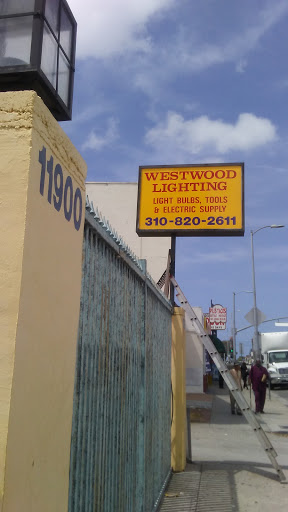 11900
WESTWOOD
LIGHTING
LIGHT BULBS, TOOLS
& ELECTRIC SUPPLY
310-820-2611